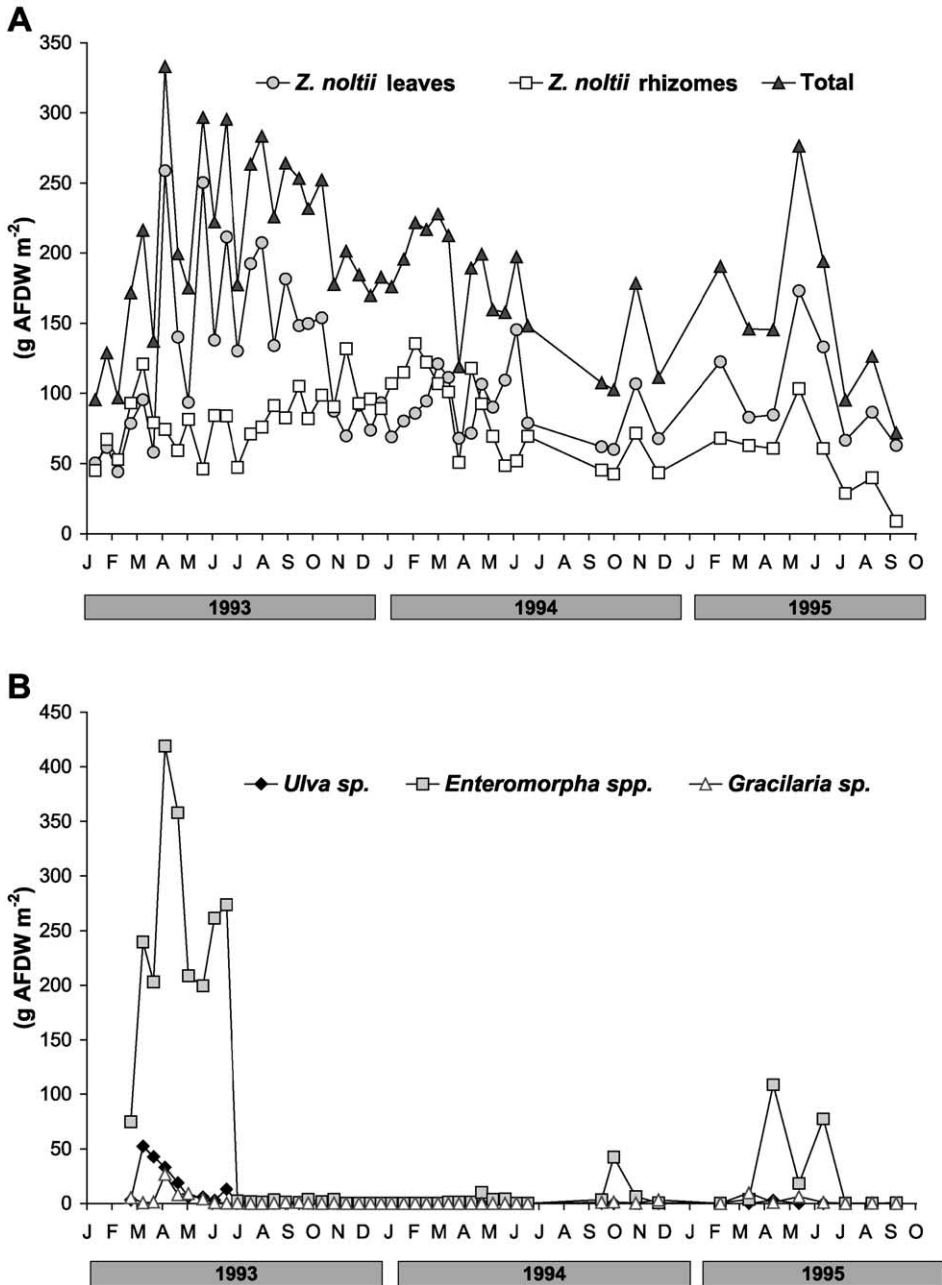 A
350
Z. noltii leaves Z. noltii rhizomes Total
300
250
200
150
100
50
0
(g AFDW m-2)
J F M A M J J A S O N D J F M A M J J A S O N D J F M A M J J A S O
1993 1994 1995
B
450
400
Ulva sp. Enteromorpha spp. Gracilaria sp.
350
300
250
200
150
100
50
0
(g AFDW m-2)
J F M A M J J A S O N D J F M A M J J A S O N D J F M A M J J A S O
1993 1994 1995